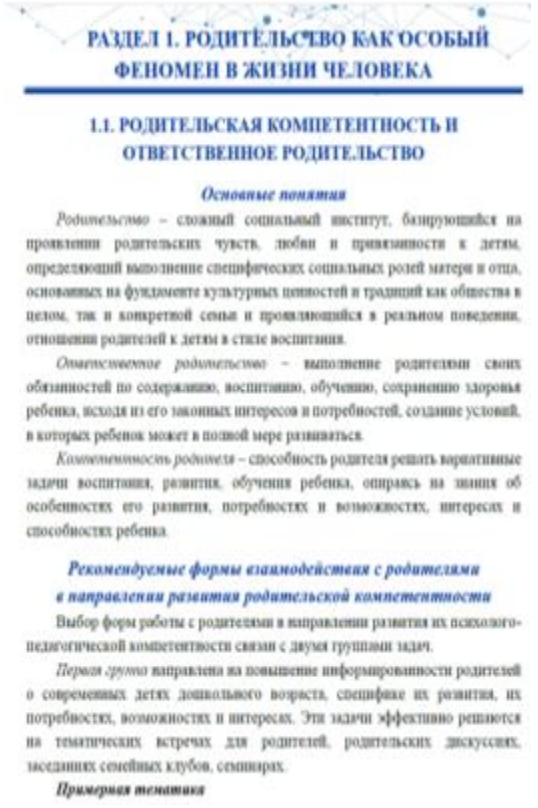 РАЗДЕЛ 1. РОДИТЕЛЬСТВО КАК ОСОБЫЙ
ФЕНОМЕН В ЖИЗНИ ЧЕЛОВЕКА
1.1. РОДИТЕЛЬСКАЯ КОМПЕТЕНТНОСТЬ И
ОТВЕТСТВЕННОЕ РОДИТЕЛЬСТВО
Основные понятия
Родительство – сложный социальный институт, базирующийся на
проявлении родительских чувств, любви и привязанности к детям,
определяющий выполнение специфических социальных ролей матери и отца,
основанных на фундаменте культурных ценностей и традиций как общества в
целом, так и конкретной семьи и проявляющийся в реальном поведении,
отношении родителей к детям в стиле воспитания.
Ответственное родительство – выполнение родителями своих
обязанностей по содержанию, воспитанию, обучению, сохранению здоровья
ребенка, исходя из его законных интересов и потребностей, создание условий,
в которых ребенок может в полной мере развиваться.
Компетентность родителя – способность родителя решать вариативные
задачи воспитания, развития, обучения ребенка, опираясь на знания об
особенностях его развития, потребностях и возможностях, интересах и
способностях ребенка.
Рекомендуемые формы взаимодействия с родителями
в направлении развития родительской компетентности
Выбор форм работы с родителями в направлении развития их психолого-
педагогической компетентности связан с двумя группами задач.
Первая группа направлена на повышение информированности родителей
о современных детях дошкольного возраста, специфике их развития, их
потребностях, возможностях и интересах. Эти задачи эффективно решаются
на тематических встречах для родителей, родительских дискуссиях,
заседаниях семейных клубов, семинарах.
Примерная тематика